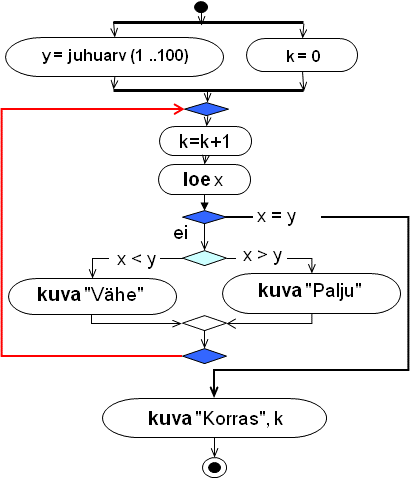 y = juhuarv (1 ..100)
k = 0
k=k+1
loe x
x = y
ei
x < y
x > y
kuva "Vähe"
kuva "Palju"
kuva "Korras", k